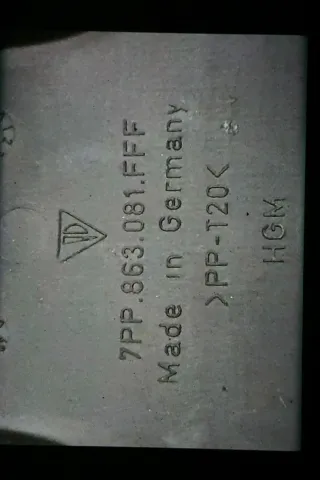 7PP.863.081.FFF
Made in Germany
>PP-T20<
HGM